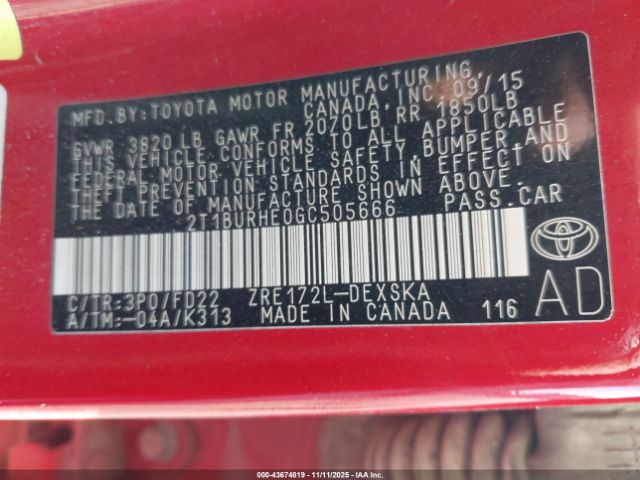 MFD.BY:TOYOTA MOTOR MANUFACTURING,
CANADA, INC. 09/15
GVWR 3820 LB GAWR FR 2020LB, RR 1850LB
THIS VEHICLE CONFORMS TO ALL APPLICABLE
FEDERAL MOTOR VEHICLE SAFETY, BUMPER, AND
THEFT PREVENTION STANDARDS IN EFFECT ON
THE DATE OF MANUFACTURE SHOWN ABOVE.
2T1BURHE0GC505666 PASS.CAR
C/TR:3P0/FD22 ZRE172L-DEXSKA
A/TM:-04A/K313 MADE IN CANADA 116
AD
TOYOTA
000-43674819 - 11/11/2025 - IAA, Inc.